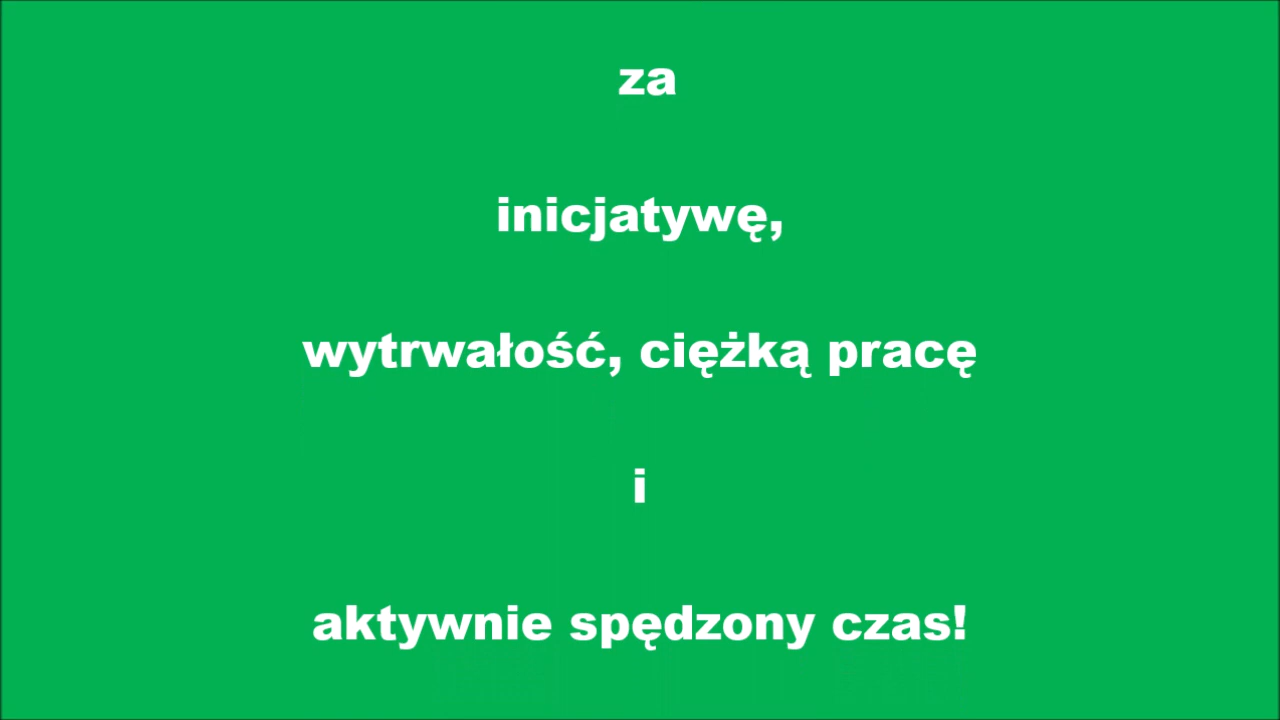 za
inicjatywę,
wytrwałość, ciężką pracę
i
aktywnie spędzony czas!